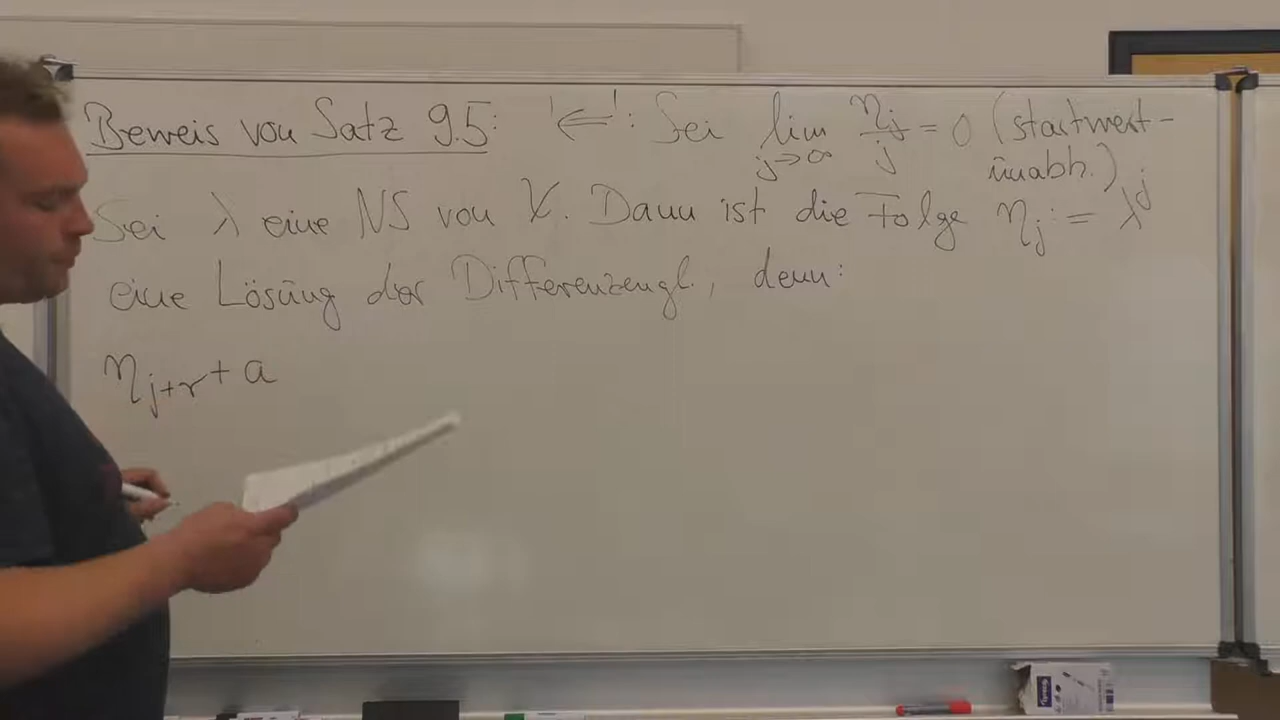 Beweis von Satz 9.5: '⇐': Sei lim_{j→∞} η_j/j = 0 (startwert-
unabh.)
Sei λ eine NS von χ. Dann ist die Folge η_j := λ^j
eine Lösung der Differenzengl., denn:
η_{j+r} + a